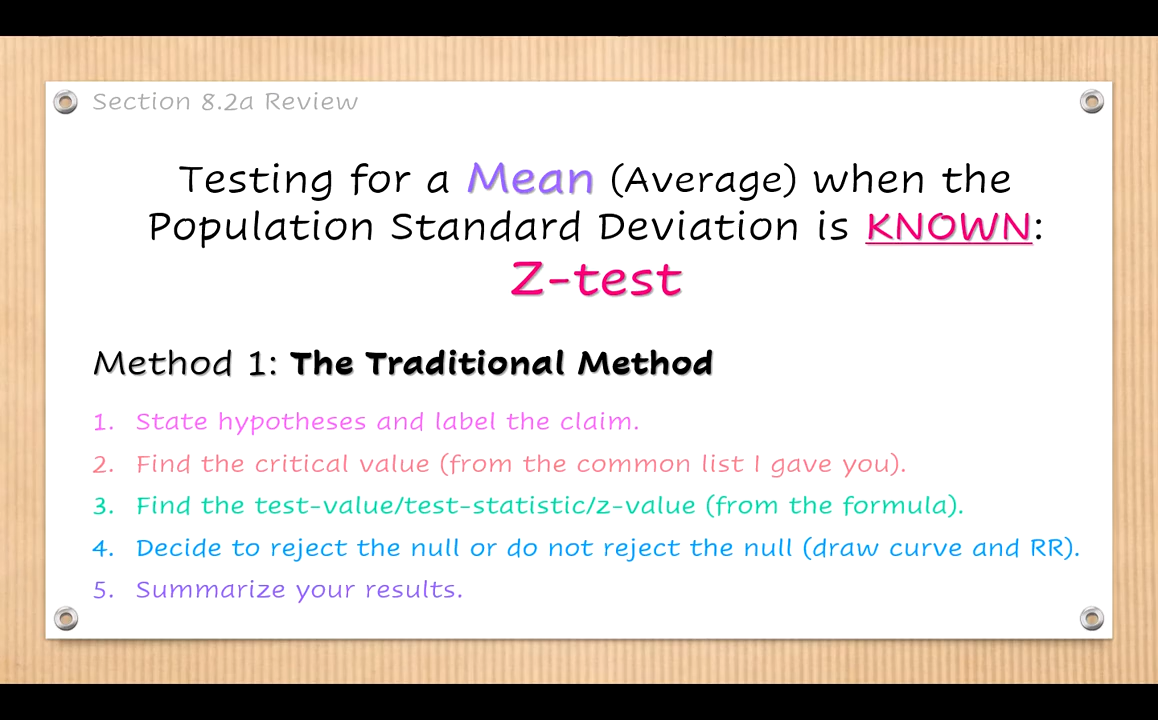 Section 8.2a Review
Testing for a Mean (Average) when the
Population Standard Deviation is KNOWN:
Z-test
Method 1: The Traditional Method
1. State hypotheses and label the claim.
2. Find the critical value (from the common list I gave you).
3. Find the test-value/test-statistic/z-value (from the formula).
4. Decide to reject the null or do not reject the null (draw curve and RR).
5. Summarize your results.